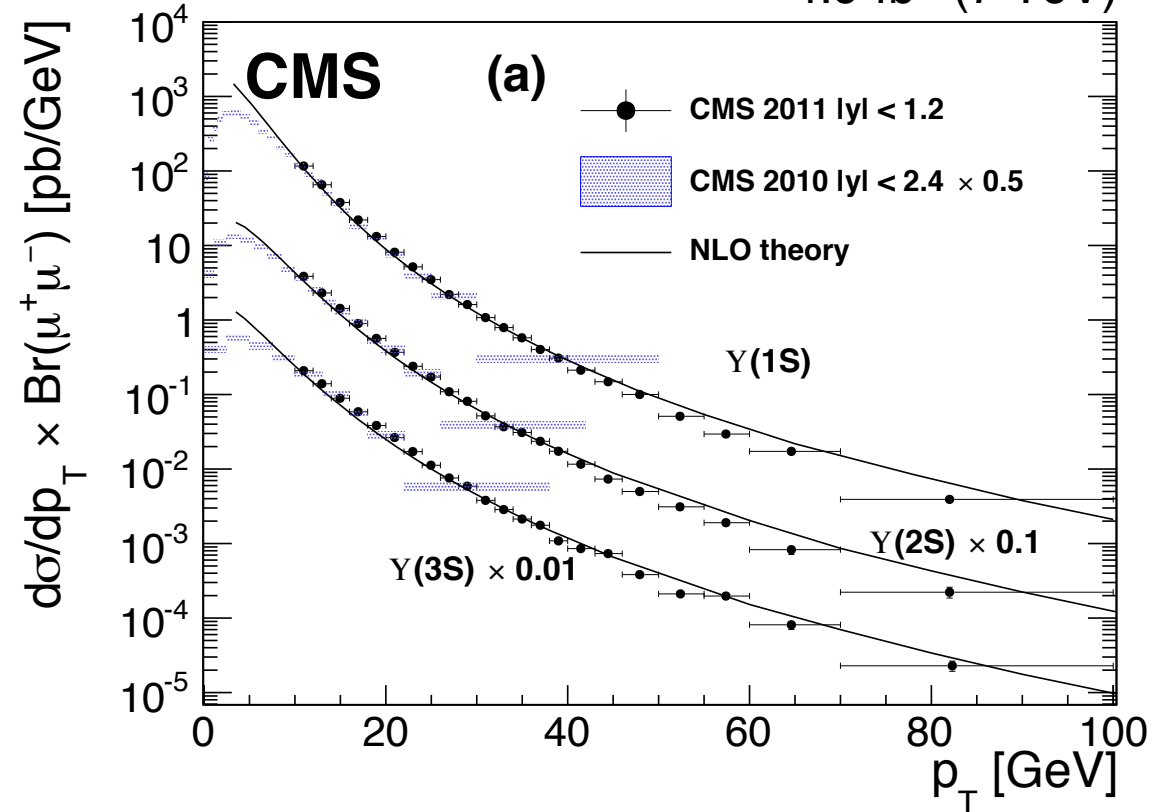 CMS (a)
CMS 2011 |y| < 1.2
CMS 2010 |y| < 2.4 × 0.5
NLO theory
ϒ(1S)
ϒ(2S) × 0.1
ϒ(3S) × 0.01
dσ/dp_T × Br(μ⁺μ⁻) [pb/GeV]
10⁴
10³
10²
10
1
10⁻¹
10⁻²
10⁻³
10⁻⁴
10⁻⁵
0 20 40 60 80 100
p_T [GeV]